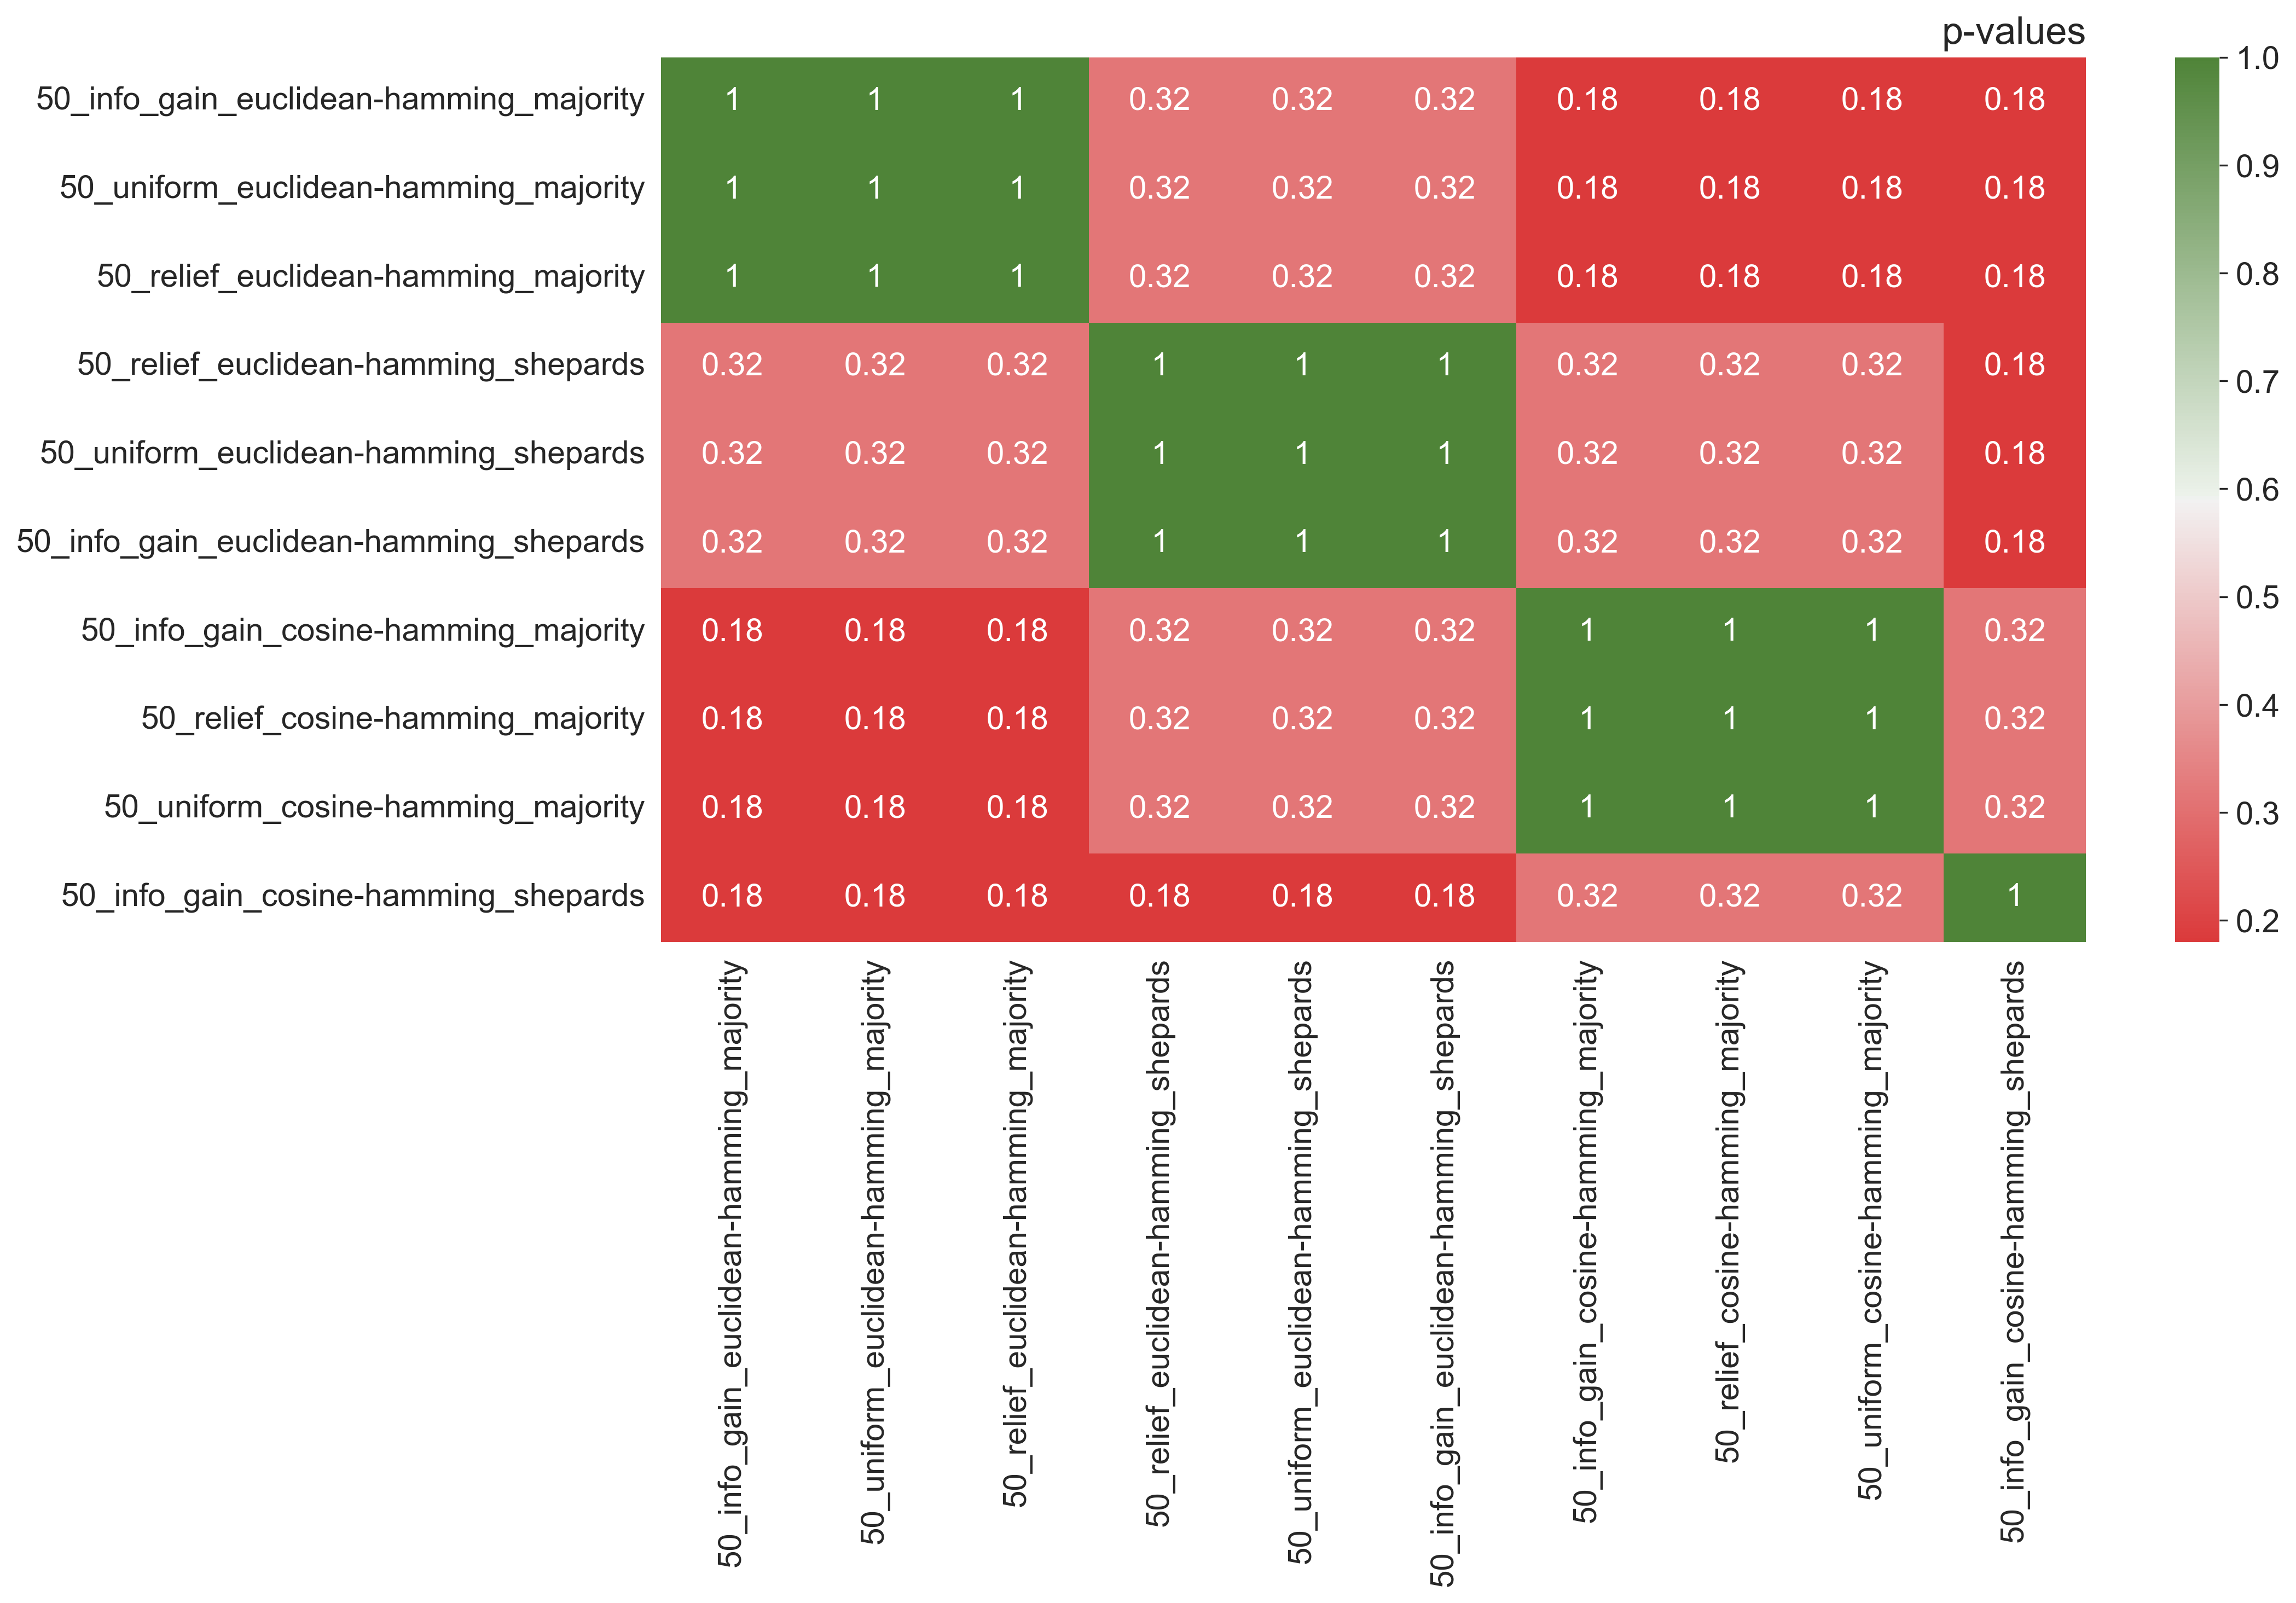 p-values
50_info_gain_euclidean-hamming_majority 1 1 1 0.32 0.32 0.32 0.18 0.18 0.18 0.18
50_uniform_euclidean-hamming_majority 1 1 1 0.32 0.32 0.32 0.18 0.18 0.18 0.18
50_relief_euclidean-hamming_majority 1 1 1 0.32 0.32 0.32 0.18 0.18 0.18 0.18
50_relief_euclidean-hamming_shepards 0.32 0.32 0.32 1 1 1 0.32 0.32 0.32 0.18
50_uniform_euclidean-hamming_shepards 0.32 0.32 0.32 1 1 1 0.32 0.32 0.32 0.18
50_info_gain_euclidean-hamming_shepards 0.32 0.32 0.32 1 1 1 0.32 0.32 0.32 0.18
50_info_gain_cosine-hamming_majority 0.18 0.18 0.18 0.32 0.32 0.32 1 1 1 0.32
50_relief_cosine-hamming_majority 0.18 0.18 0.18 0.32 0.32 0.32 1 1 1 0.32
50_uniform_cosine-hamming_majority 0.18 0.18 0.18 0.32 0.32 0.32 1 1 1 0.32
50_info_gain_cosine-hamming_shepards 0.18 0.18 0.18 0.18 0.18 0.18 0.32 0.32 0.32 1
50_info_gain_euclidean-hamming_majority
50_uniform_euclidean-hamming_majority
50_relief_euclidean-hamming_majority
50_relief_euclidean-hamming_shepards
50_uniform_euclidean-hamming_shepards
50_info_gain_euclidean-hamming_shepards
50_info_gain_cosine-hamming_majority
50_relief_cosine-hamming_majority
50_uniform_cosine-hamming_majority
50_info_gain_cosine-hamming_shepards
1.0
0.9
0.8
0.7
0.6
0.5
0.4
0.3
0.2